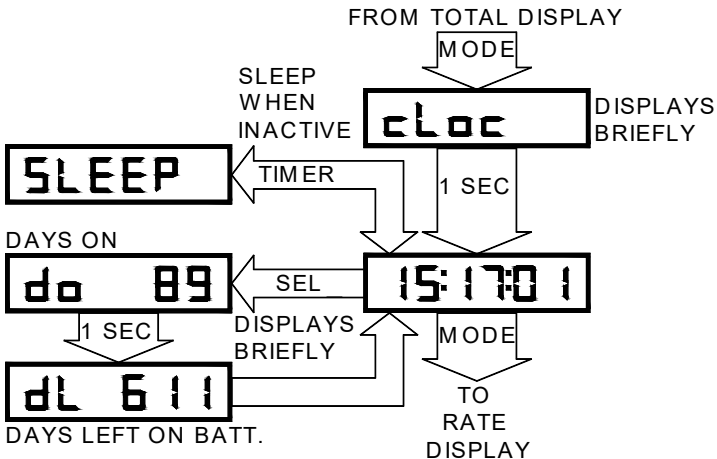 FROM TOTAL DISPLAY
MODE
SLEEP
WHEN
INACTIVE
cLoc
DISPLAYS
BRIEFLY
SLEEP
TIMER
1 SEC
DAYS ON
do 89
SEL
15:17:01
1 SEC
DISPLAYS
BRIEFLY
MODE
dL 611
DAYS LEFT ON BATT.
TO
RATE
DISPLAY